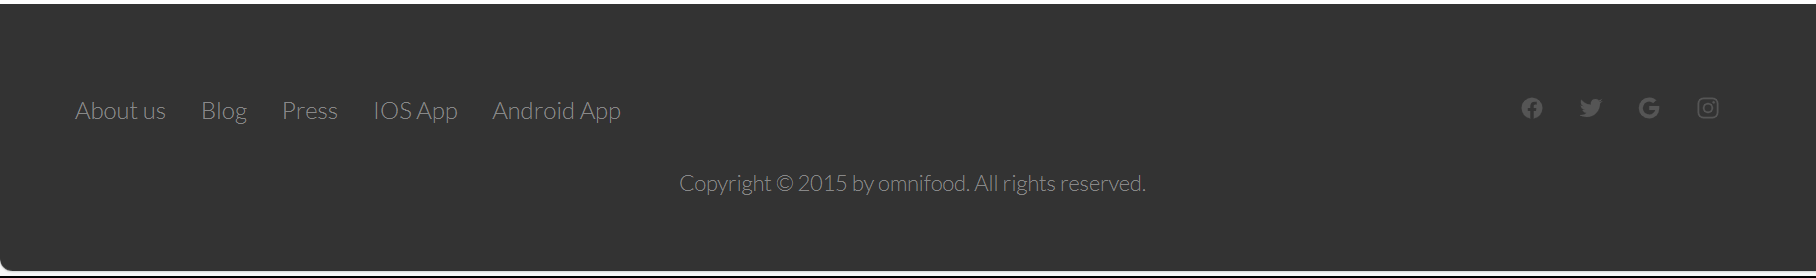 About us Blog Press IOS App Android App
Copyright © 2015 by omnifood. All rights reserved.